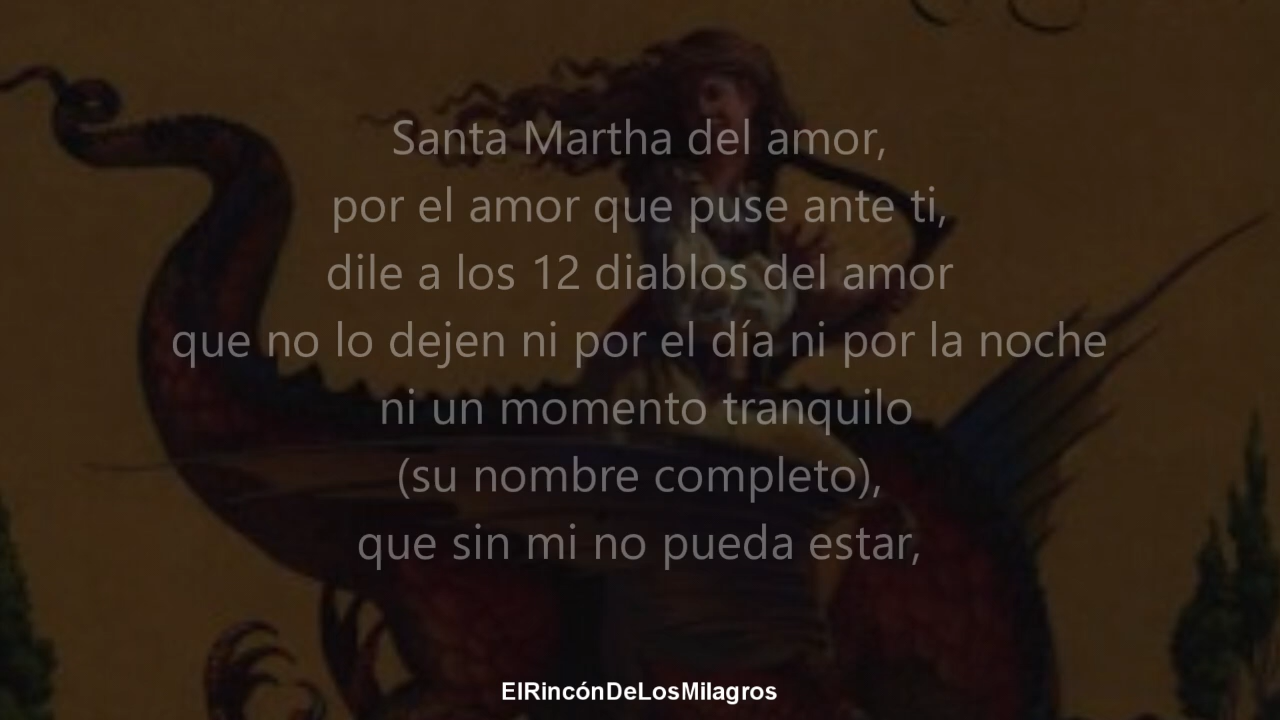 Santa Martha del amor,
por el amor que puse ante ti,
dile a los 12 diablos del amor
que no lo dejen ni por el día ni por la noche
ni un momento tranquilo
(su nombre completo),
que sin mi no pueda estar,
ElRincónDeLosMilagros